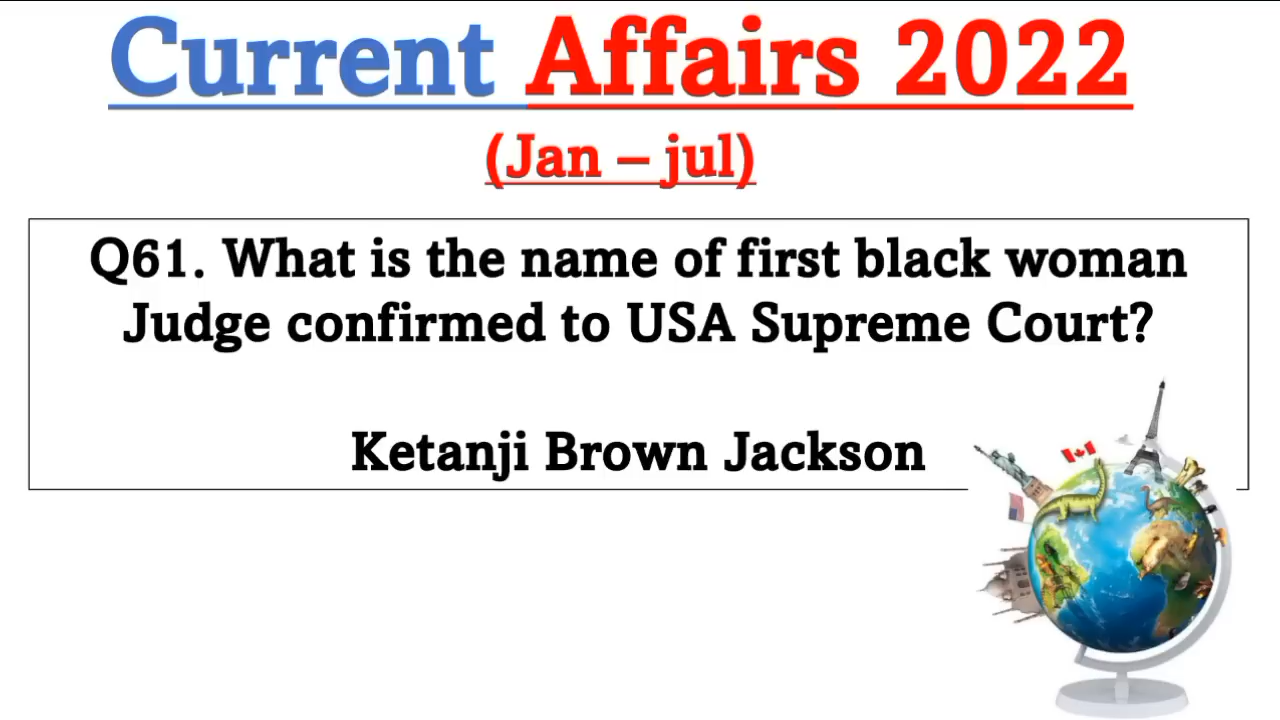 Current Affairs 2022
(Jan – jul)
Q61. What is the name of first black woman
Judge confirmed to USA Supreme Court?
Ketanji Brown Jackson